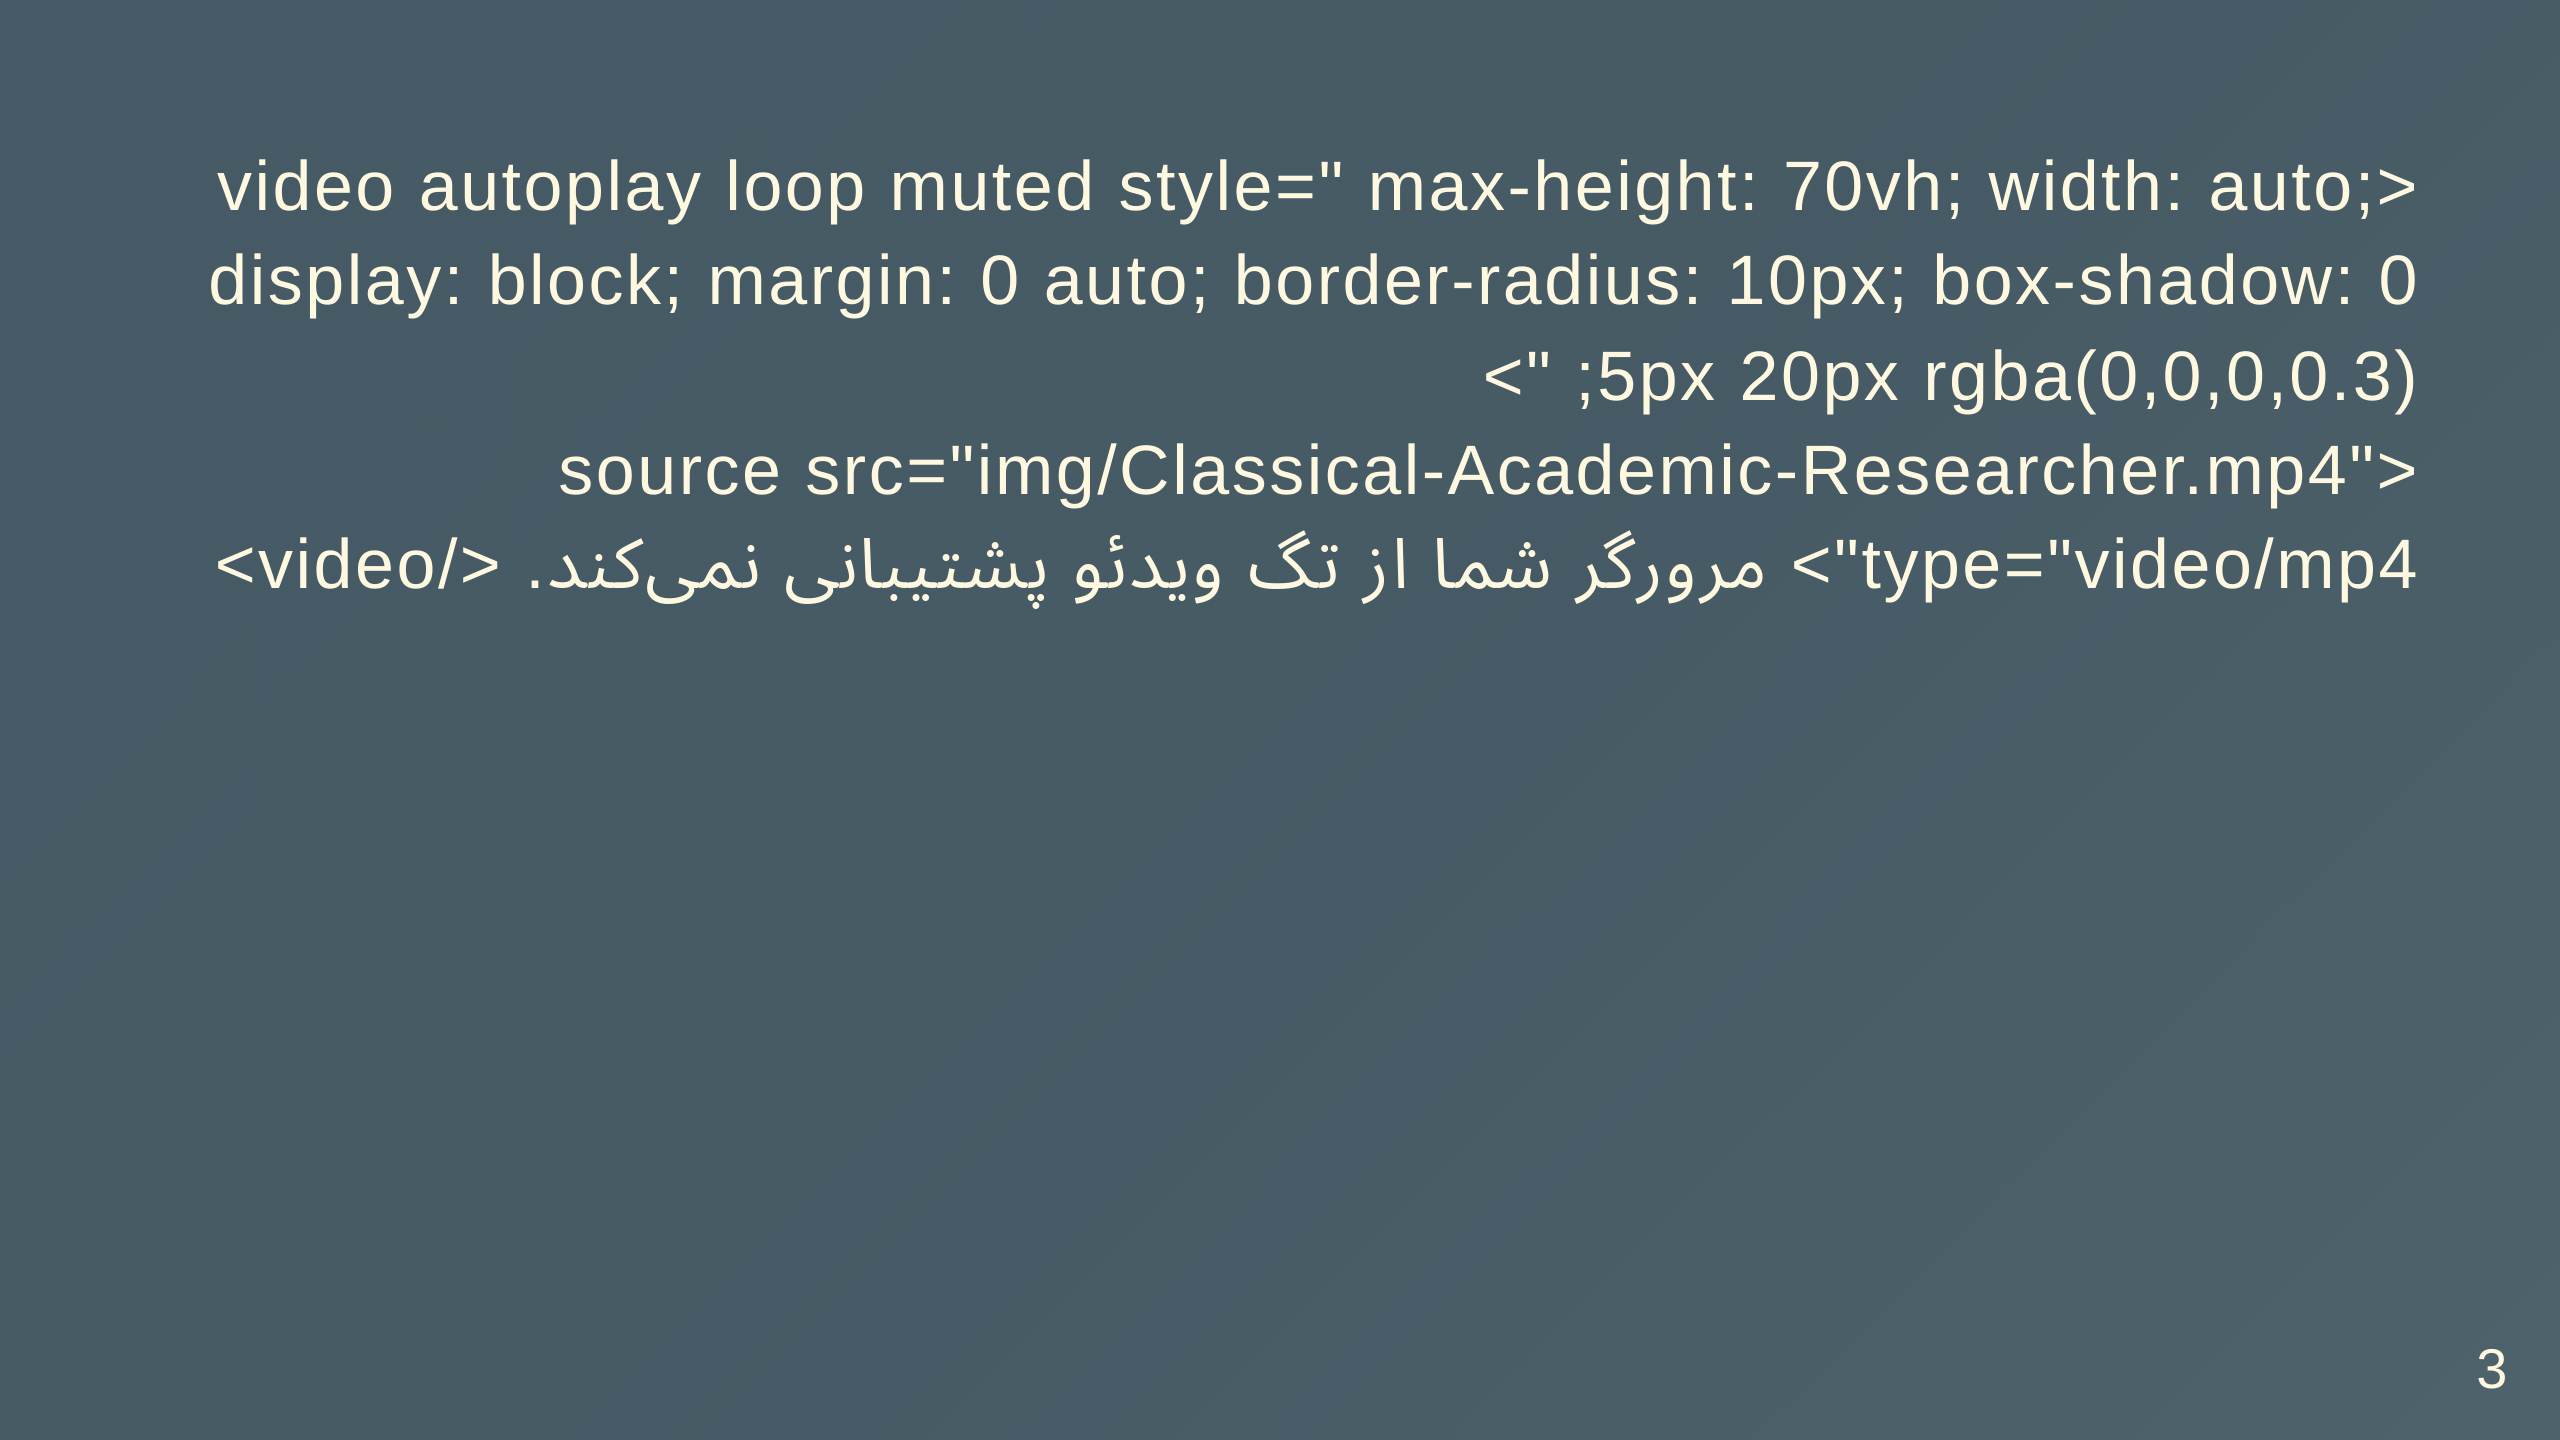 <video autoplay loop muted style=" max-height: 70vh; width: auto;
display: block; margin: 0 auto; border-radius: 10px; box-shadow: 0
5px 20px rgba(0,0,0,0.3); ">
<source src="img/Classical-Academic-Researcher.mp4"
type="video/mp4"> مرورگر شما از تگ ویدئو پشتیبانی نمی‌کند. </video>
3